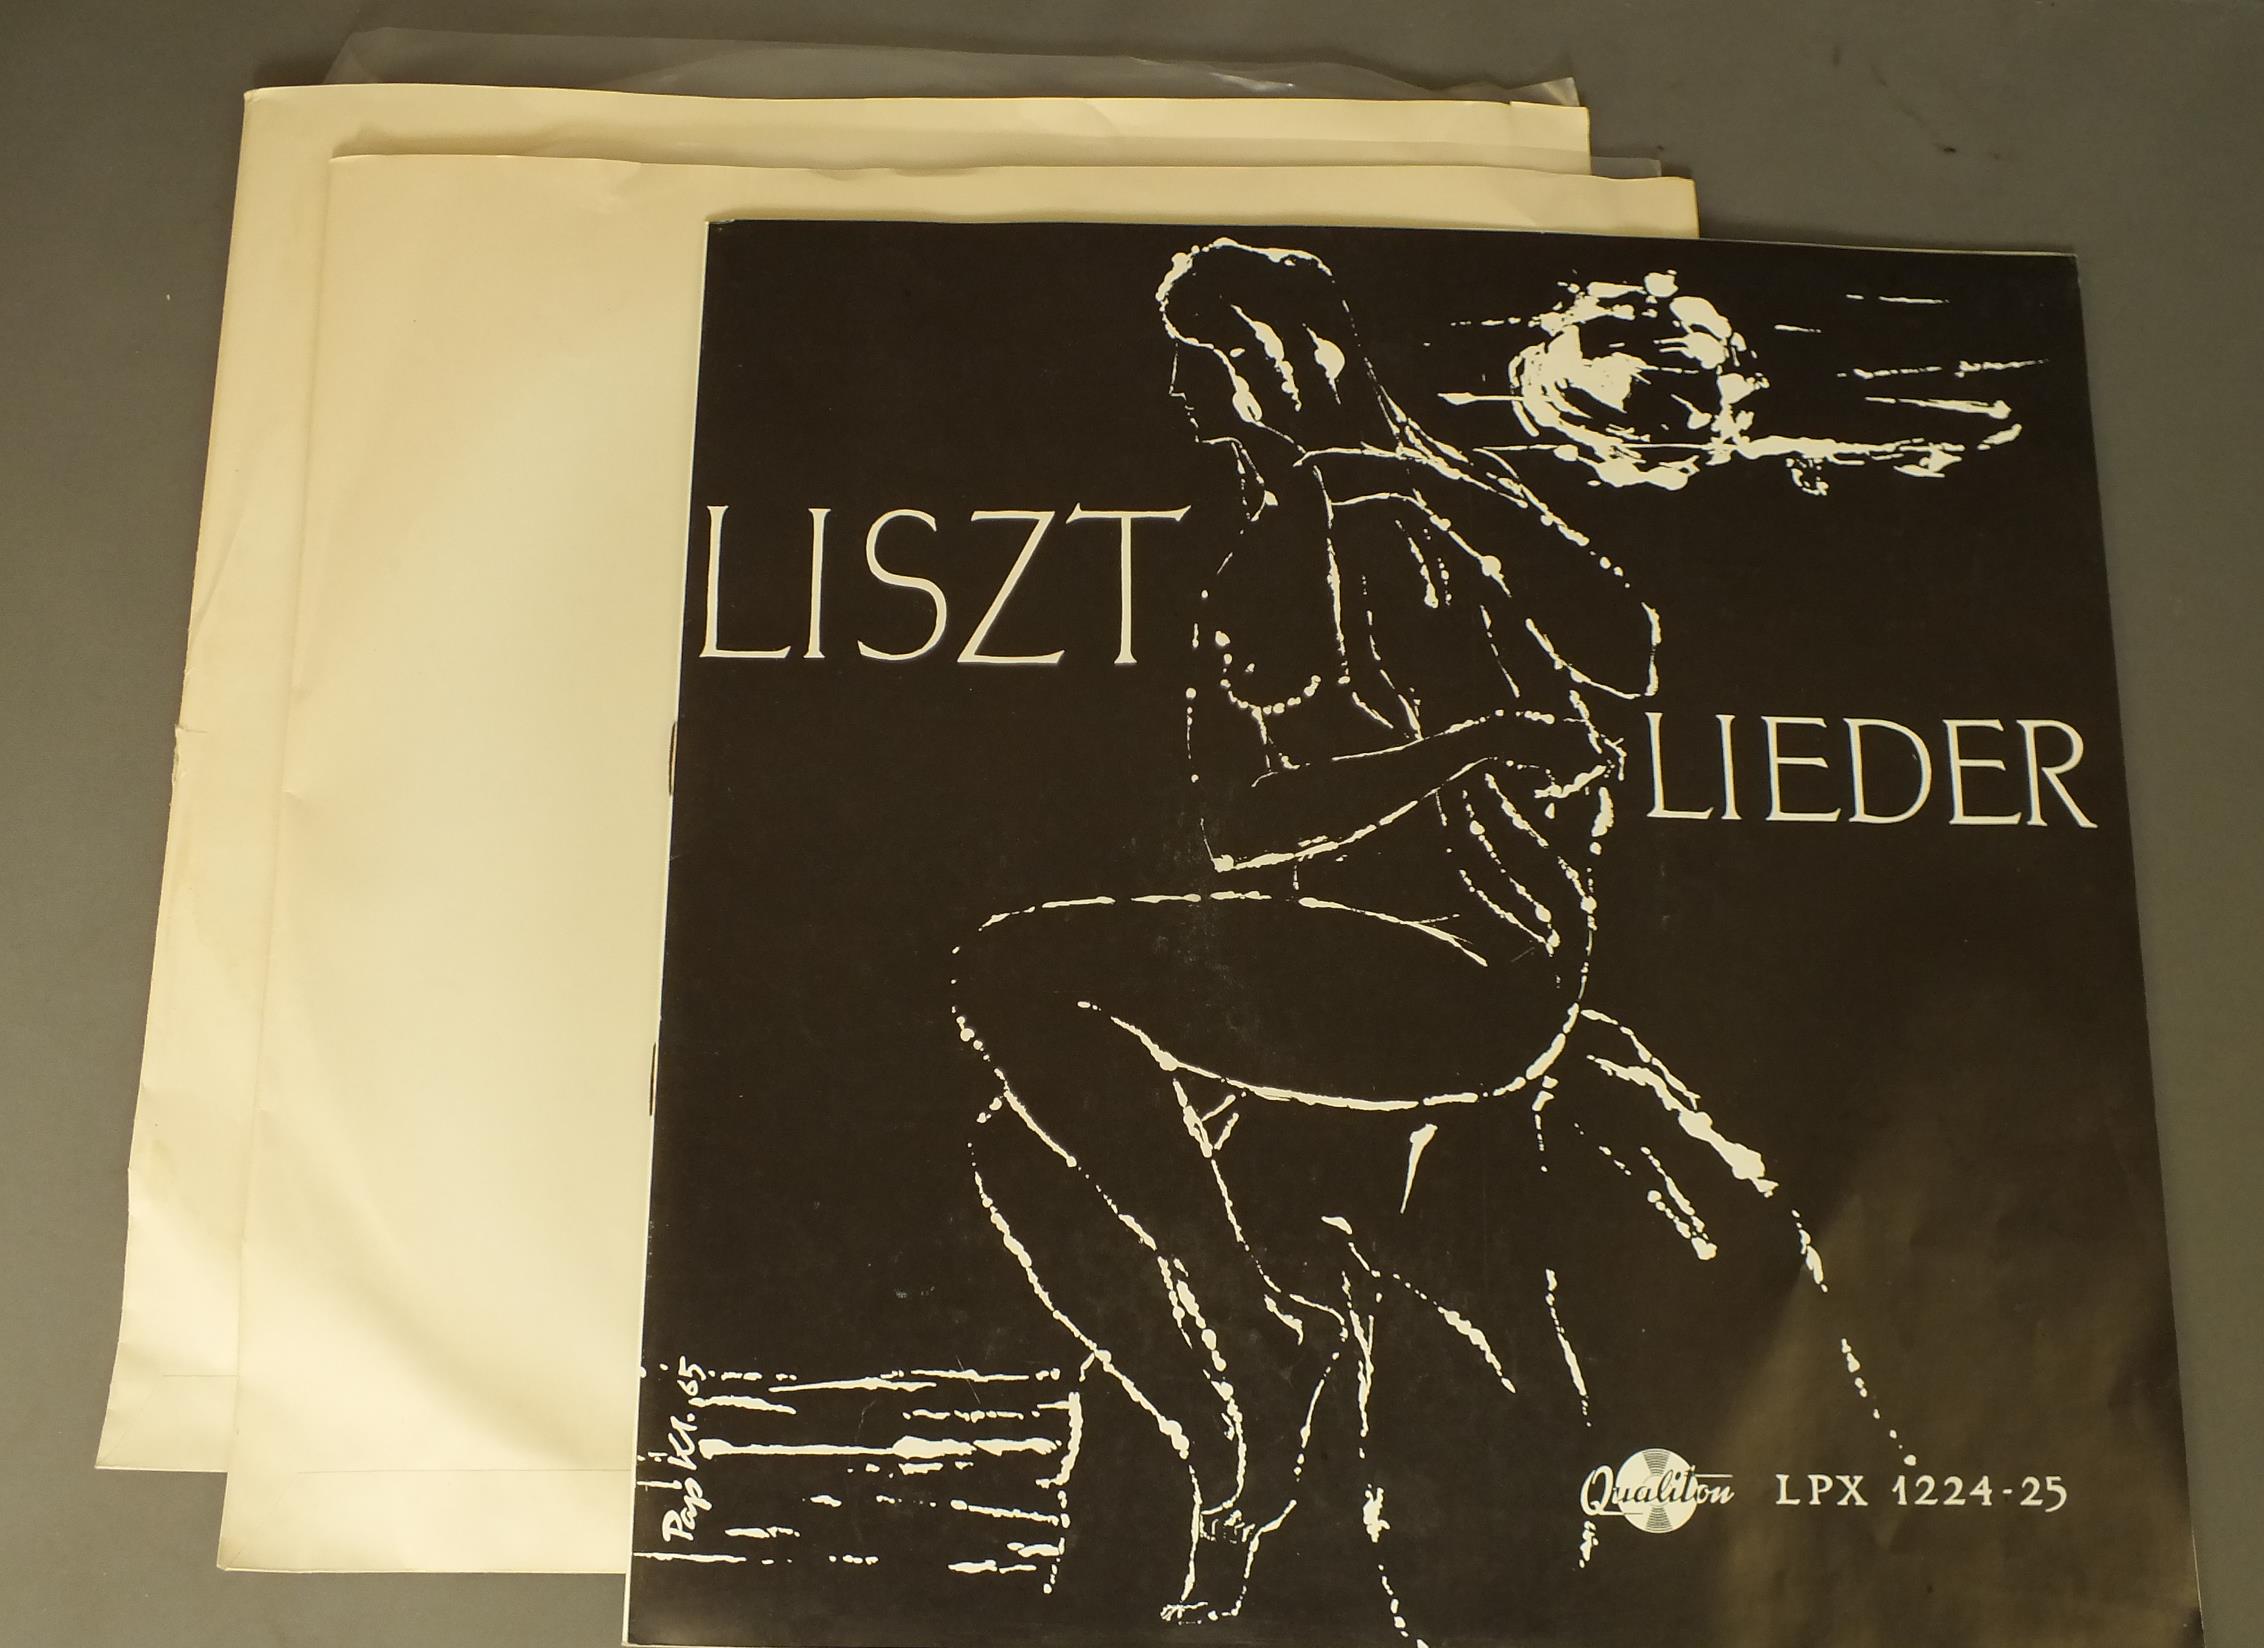 LISZT
LIEDER
Pap Kl. 65
Qualiton LPX 1224-25